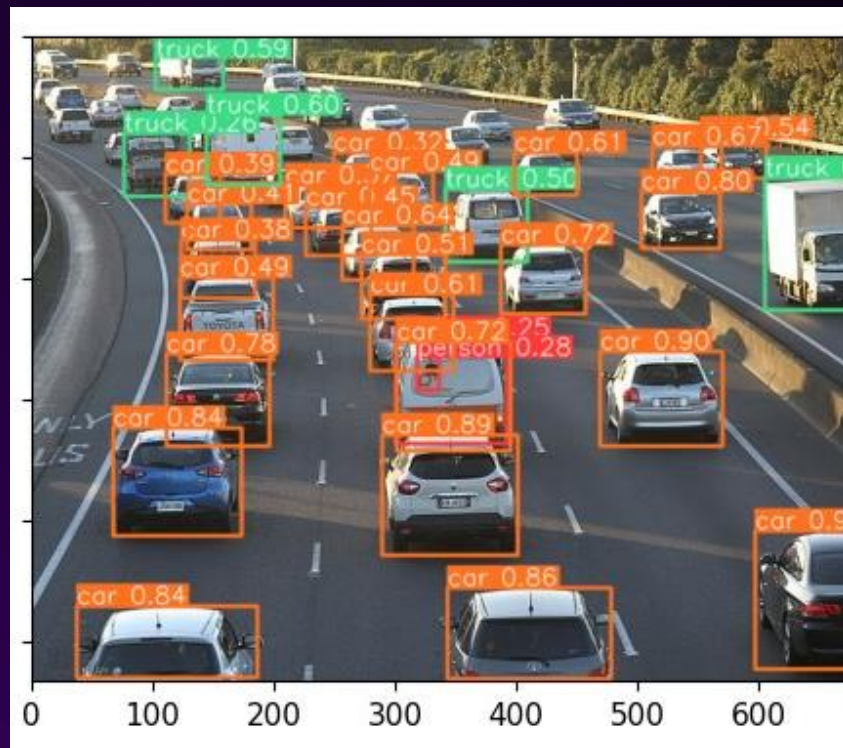 truck 0.59
truck 0.60
truck 0.26
car 0.32
car 0.61
car 0.67
0.54
car 0.39
car 0.49
truck
truck 0.50
car 0.80
car 0.41
0.45
car 0.64
car 0.38
car 0.51
car 0.72
car 0.49
car 0.61
TOYOTA
car 0.72
0.25
person 0.28
car 0.90
car 0.78
car 0.84
car 0.89
car 0.84
car 0.86
0 100 200 300 400 500 600